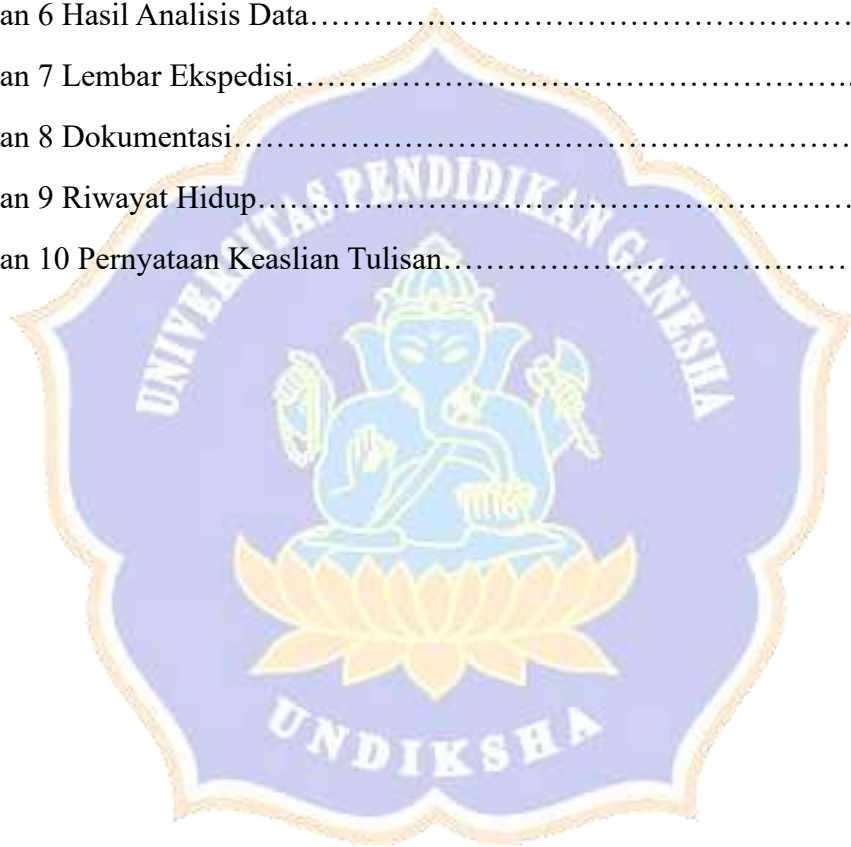 an 6 Hasil Analisis Data……………………………………………………
an 7 Lembar Ekspedisi……………………………………………………
an 8 Dokumentasi…………………………………………………………
an 9 Riwayat Hidup………………………………………………………
an 10 Pernyataan Keaslian Tulisan…………………………………
UNIVERSITAS PENDIDIKAN GANESHA
UNDIKSHA